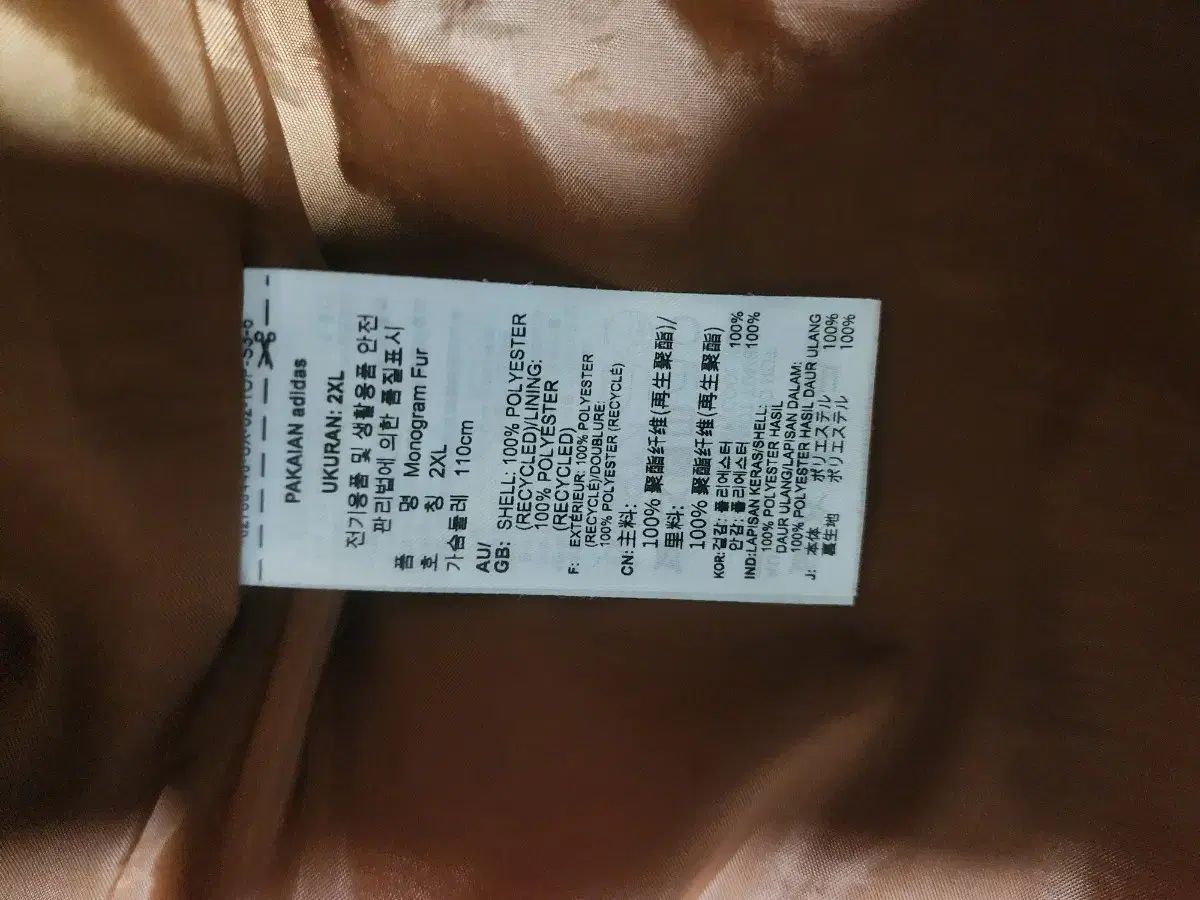 PAKAIAN adidas
UKURAN: 2XL
전기용품 및 생활용품 안전
관리법에 의한 품질표시
품 명 Monogram Fur
호 칭 2XL
가슴둘레 110cm
AU/
GB: SHELL: 100% POLYESTER
(RECYCLED)/LINING:
100% POLYESTER
(RECYCLED)
F: EXTÉRIEUR: 100% POLYESTER
(RECYCLÉ)/DOUBLURE:
100% POLYESTER (RECYCLÉ)
CN: 主料:
100% 聚酯纤维(再生聚酯)/
里料:
100% 聚酯纤维(再生聚酯)
KOR: 겉감: 폴리에스터 100%
안감: 폴리에스터 100%
IND: LAPISAN KERAS/SHELL:
100% POLYESTER HASIL
DAUR ULANG/LAPISAN DALAM:
100% POLYESTER HASIL DAUR ULANG
J: 本体 ポリエステル 100%
裏生地 ポリエステル 100%